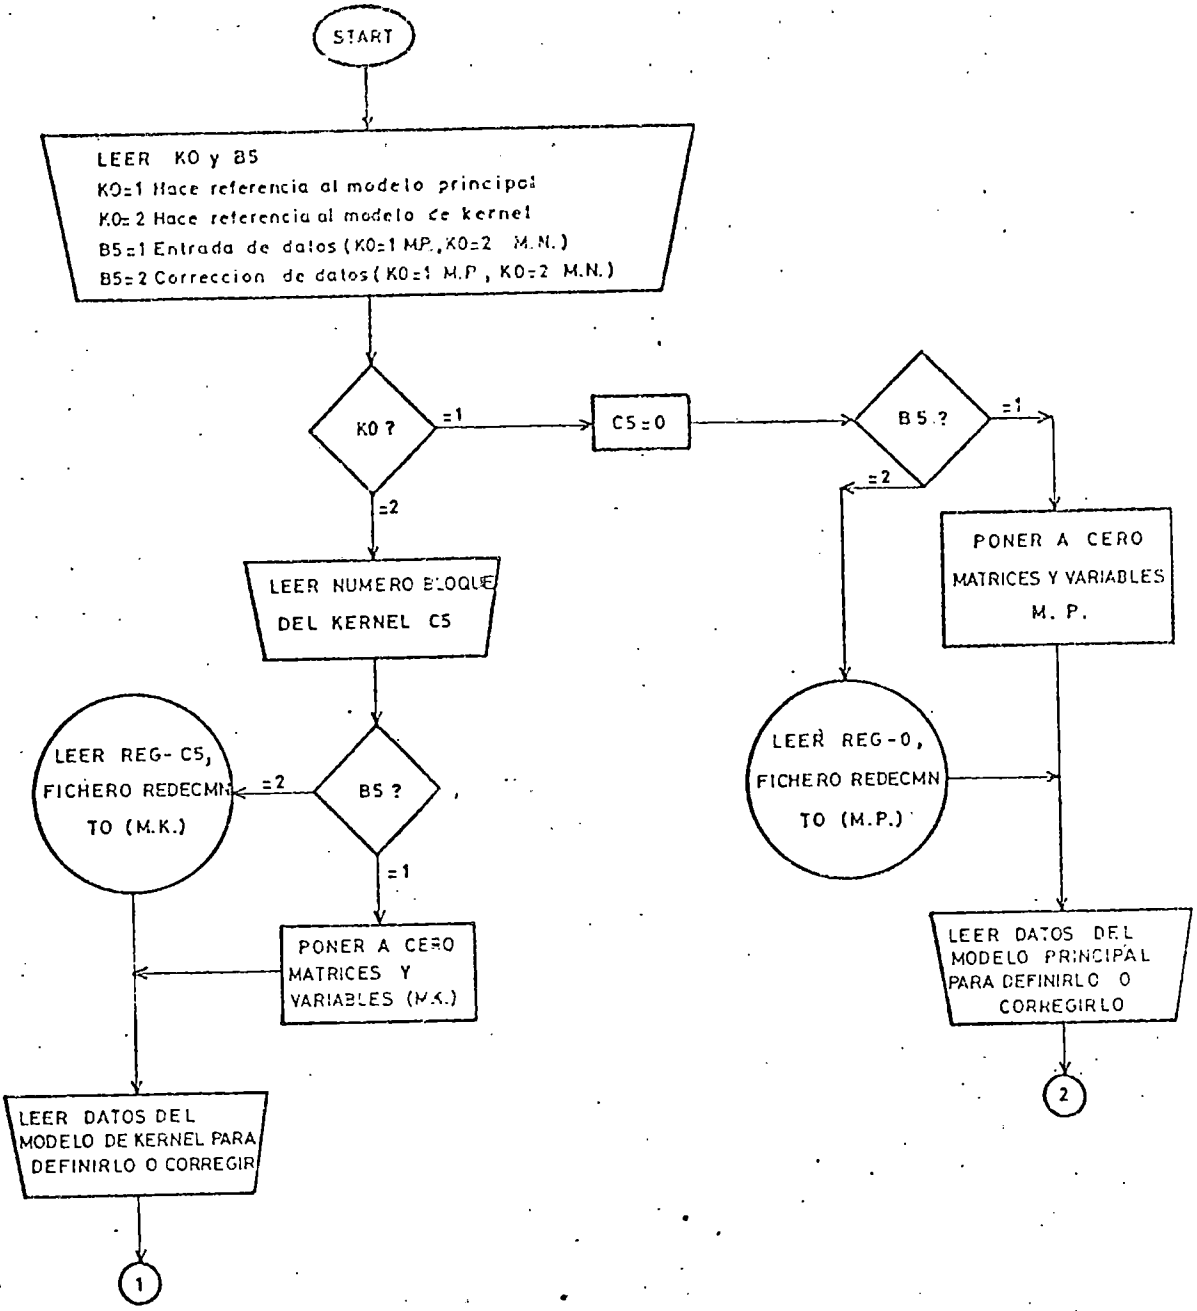 START
LEER K0 y B5
K0=1 Hace referencia al modelo principal
K0=2 Hace referencia al modelo de kernel
B5=1 Entrada de datos (K0=1 M.P., K0=2 M.N.)
B5=2 Correccion de datos (K0=1 M.P, K0=2 M.N.)
K0?
=1
C5=0
B5?
=1
=2
=2
PONER A CERO
MATRICES Y VARIABLES
M. P.
LEER NUMERO BLOQUE
DEL KERNEL C5
LEER REG-0,
FICHERO REDECMN
TO (M.P.)
LEER REG-C5,
FICHERO REDECMN
TO (M.K.)
=2
B5?
=1
PONER A CERO
MATRICES Y
VARIABLES (M.K.)
LEER DATOS DEL
MODELO PRINCIPAL
PARA DEFINIRLO O
CORREGIRLO
2
LEER DATOS DEL
MODELO DE KERNEL PARA
DEFINIRLO O CORREGIR
1